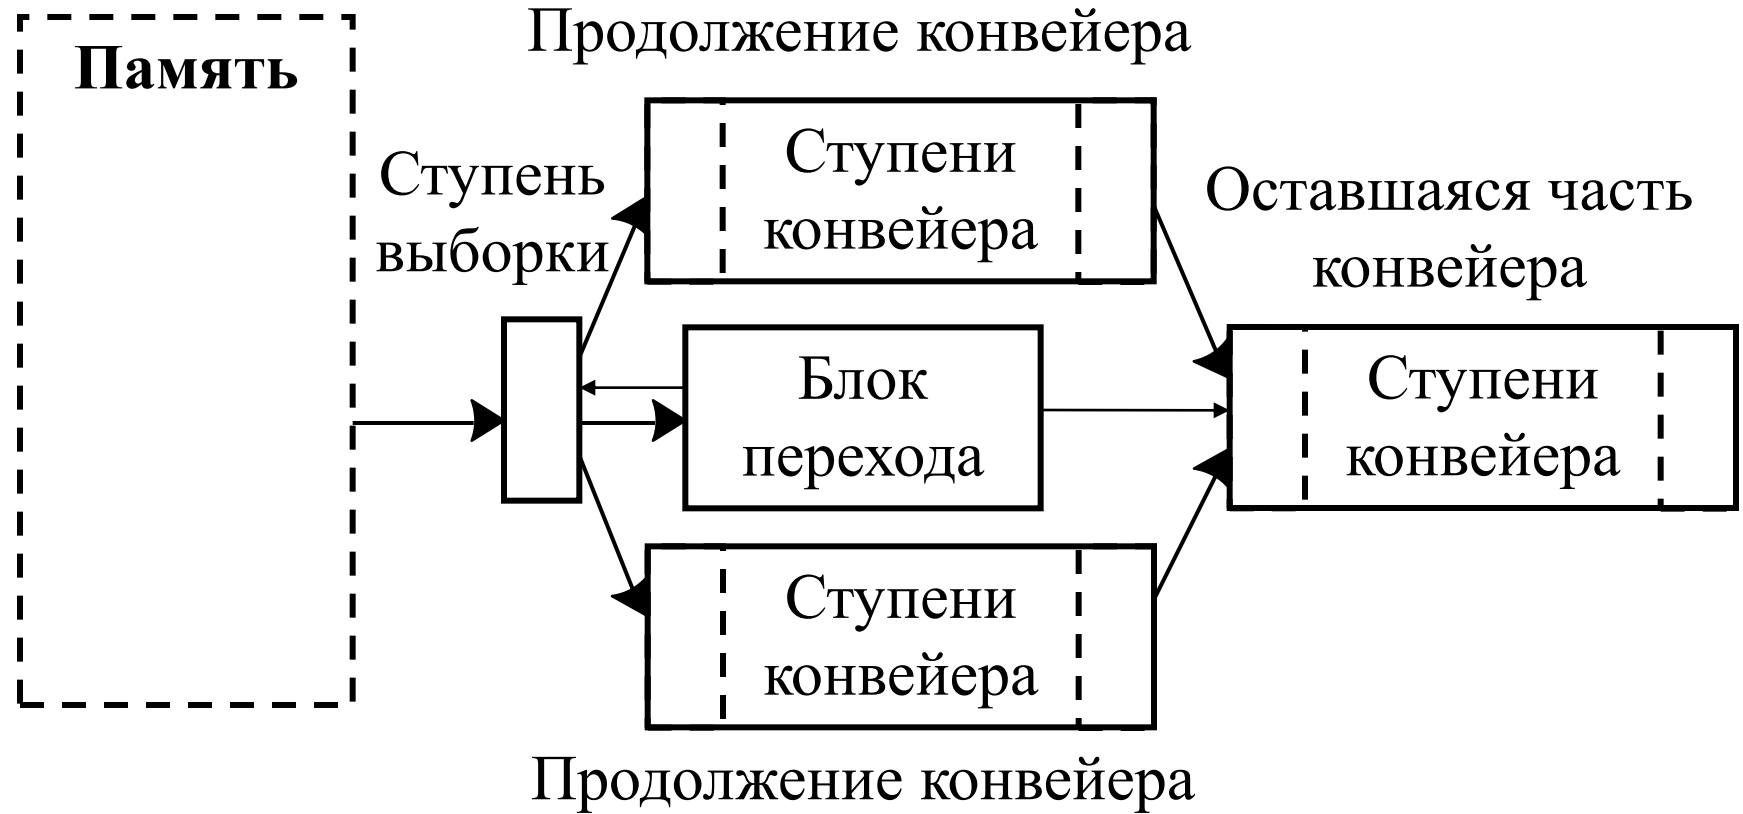 Продолжение конвейера
Память
Ступень
выборки
Ступени
конвейера
Оставшаяся часть
конвейера
Блок
перехода
Ступени
конвейера
Ступени
конвейера
Продолжение конвейера